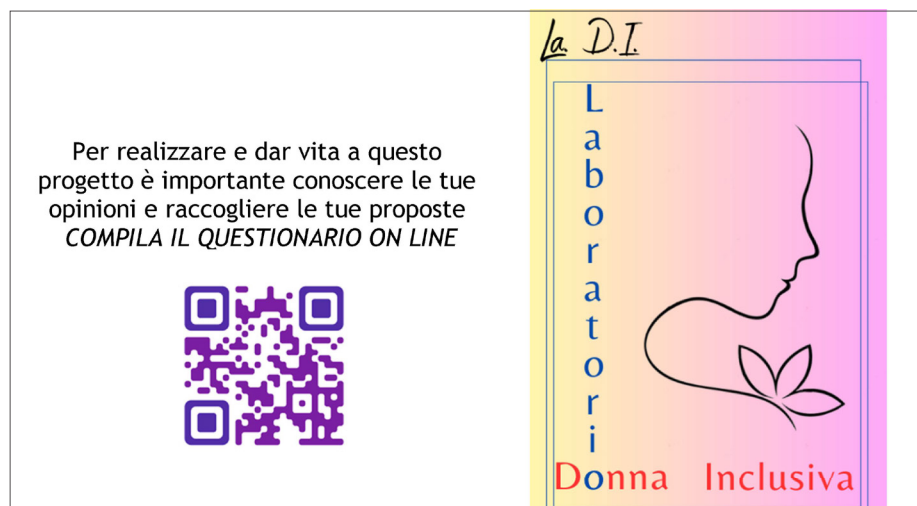 Per realizzare e dar vita a questo
progetto è importante conoscere le tue
opinioni e raccogliere le tue proposte
COMPILA IL QUESTIONARIO ON LINE
La. D.I.
Laboratorio
Donna Inclusiva